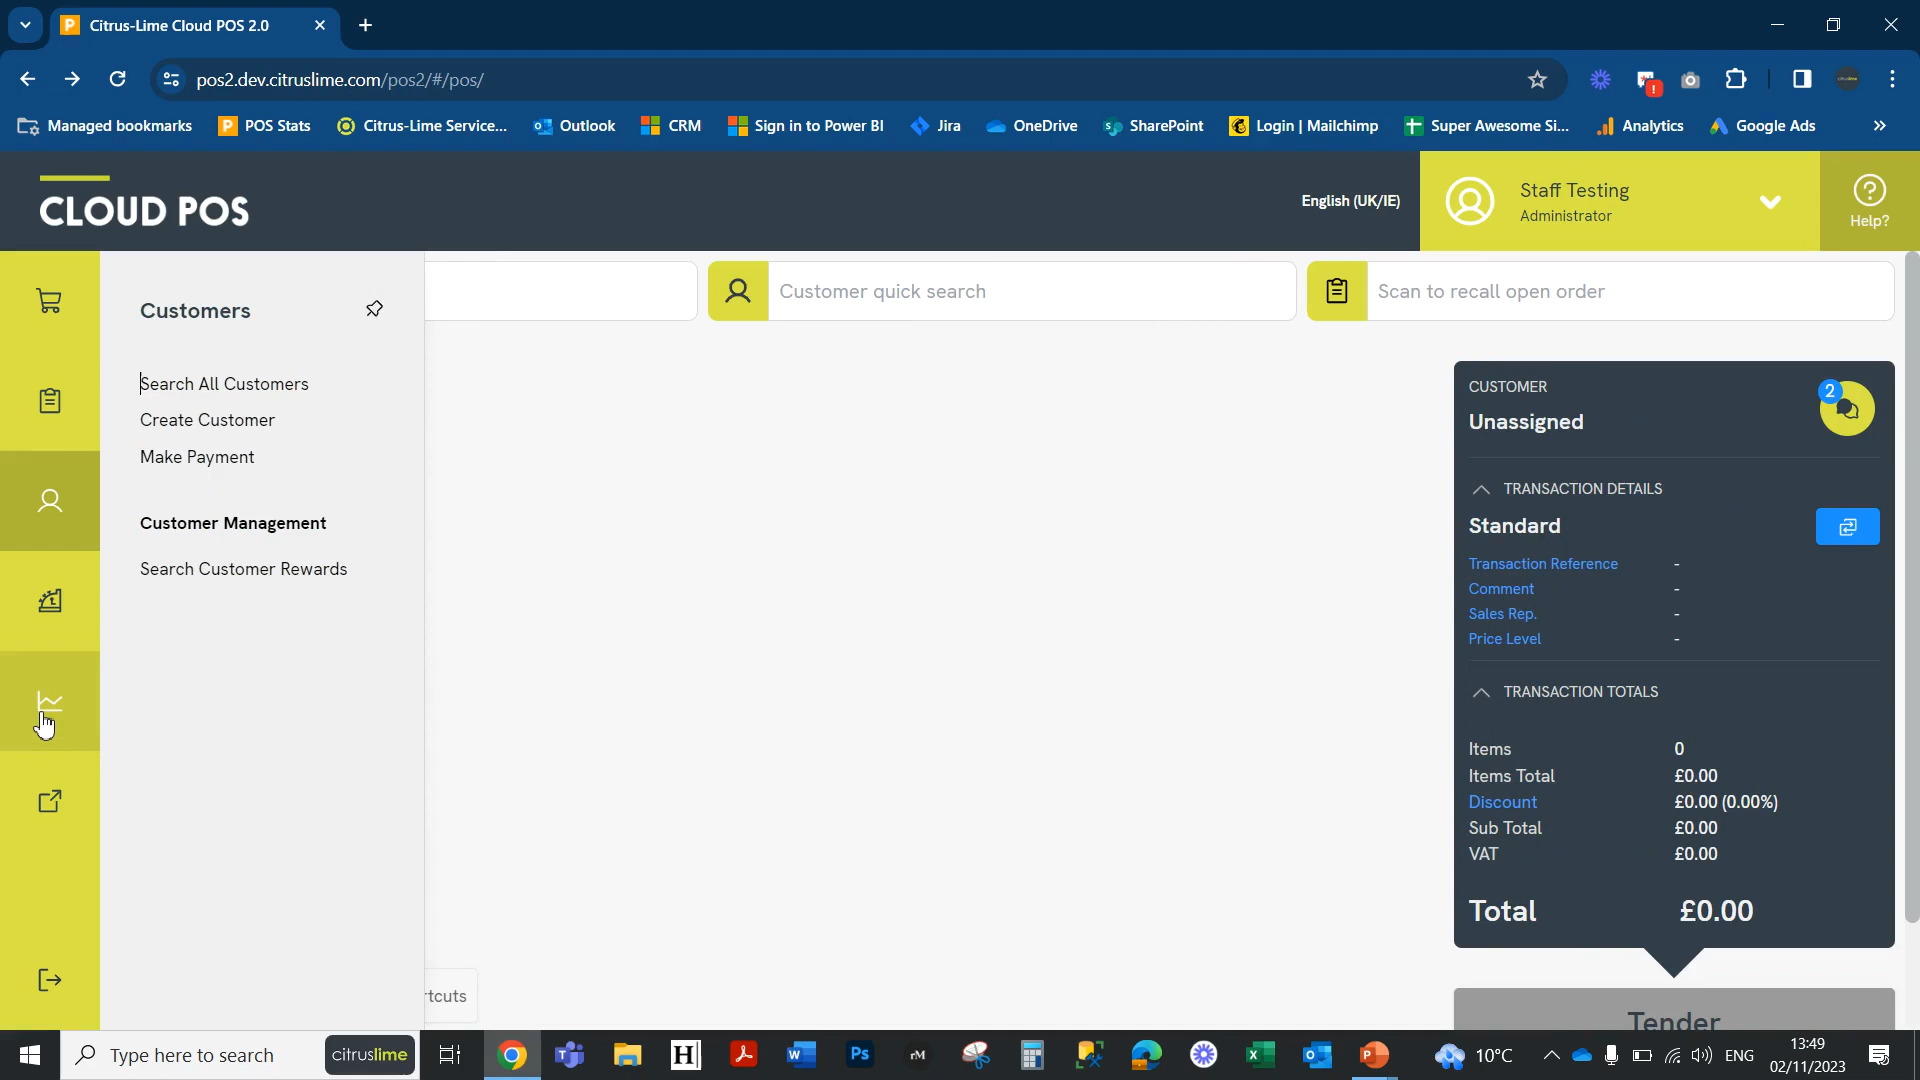 Citrus-Lime Cloud POS 2.0
pos2.dev.citruslime.com/pos2/#/pos/
Managed bookmarks
POS Stats
Citrus-Lime Service...
Outlook
CRM
Sign in to Power BI
Jira
OneDrive
SharePoint
Login | Mailchimp
Super Awesome Si...
Analytics
Google Ads
CLOUD POS
English (UK/IE)
Staff Testing
Administrator
Help?
Customers
Customer quick search
Scan to recall open order
Search All Customers
Create Customer
Make Payment
Customer Management
Search Customer Rewards
CUSTOMER
2
Unassigned
TRANSACTION DETAILS
Standard
Transaction Reference -
Comment -
Sales Rep. -
Price Level -
TRANSACTION TOTALS
Items 0
Items Total £0.00
Discount £0.00 (0.00%)
Sub Total £0.00
VAT £0.00
Total £0.00
rtcuts
Tender
Type here to search
citruslime
rM
10°C
ENG
13:49
02/11/2023